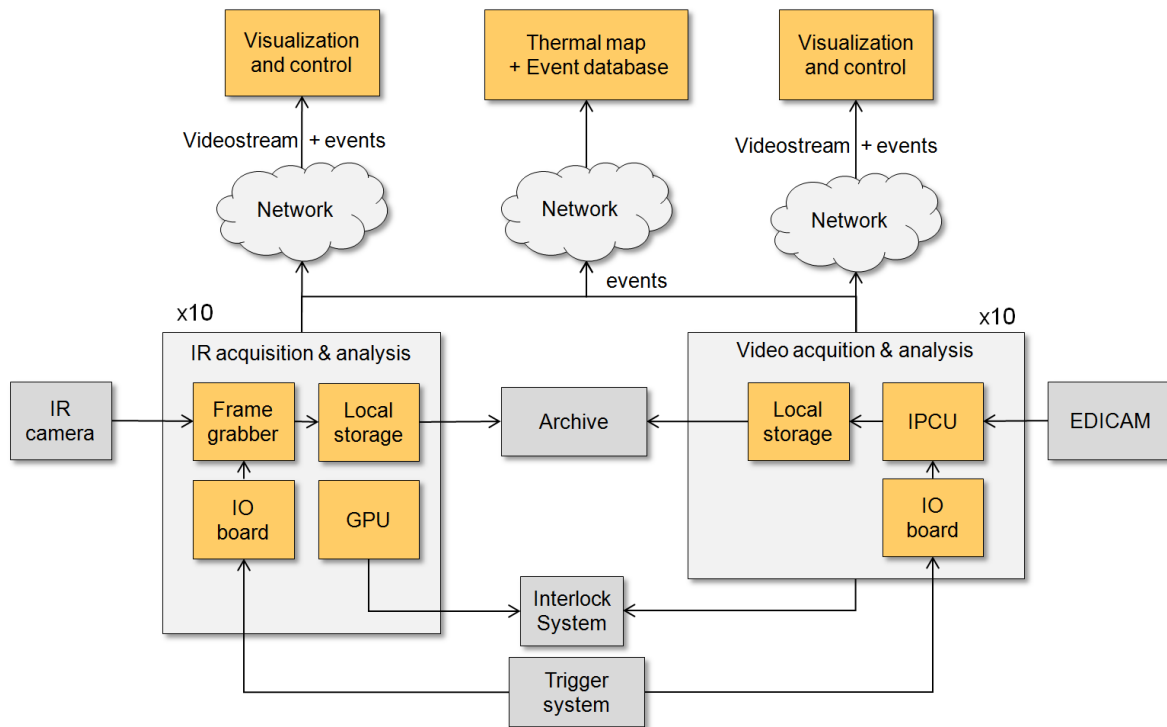 Visualization
and control
Thermal map
+ Event database
Visualization
and control
Videostream + events
Videostream + events
Network
Network
Network
events
x10
x10
IR acquisition & analysis
Video acquition & analysis
IR
camera
Frame
grabber
Local
storage
Archive
Local
storage
IPCU
EDICAM
IO
board
GPU
IO
board
Interlock
System
Trigger
system